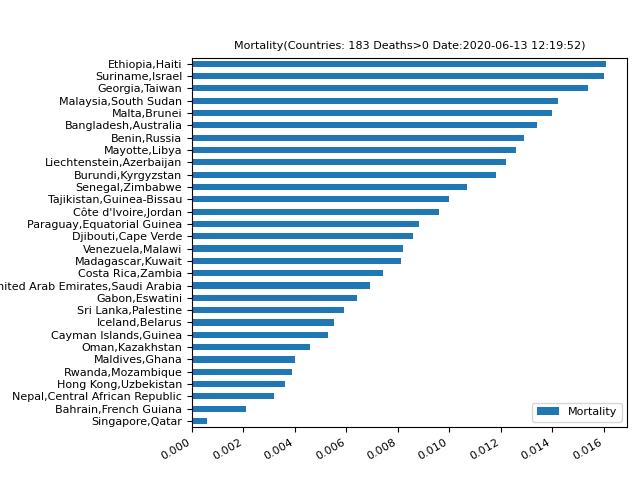 Mortality(Countries: 183 Deaths>0 Date:2020-06-13 12:19:52)
Ethiopia,Haiti
Suriname,Israel
Georgia,Taiwan
Malaysia,South Sudan
Malta,Brunei
Bangladesh,Australia
Benin,Russia
Mayotte,Libya
Liechtenstein,Azerbaijan
Burundi,Kyrgyzstan
Senegal,Zimbabwe
Tajikistan,Guinea-Bissau
Côte d'Ivoire,Jordan
Paraguay,Equatorial Guinea
Djibouti,Cape Verde
Venezuela,Malawi
Madagascar,Kuwait
Costa Rica,Zambia
nited Arab Emirates,Saudi Arabia
Gabon,Eswatini
Sri Lanka,Palestine
Iceland,Belarus
Cayman Islands,Guinea
Oman,Kazakhstan
Maldives,Ghana
Rwanda,Mozambique
Hong Kong,Uzbekistan
Nepal,Central African Republic
Bahrain,French Guiana
Singapore,Qatar
Mortality
0.000 0.002 0.004 0.006 0.008 0.010 0.012 0.014 0.016